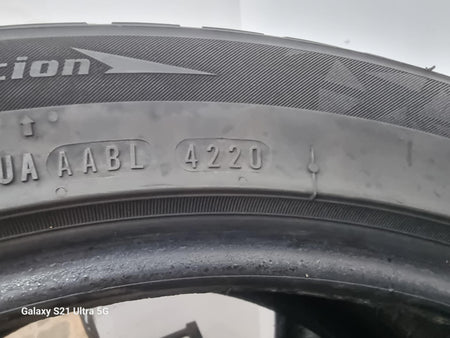 ction
UA AABL 4220
Galaxy S21 Ultra 5G